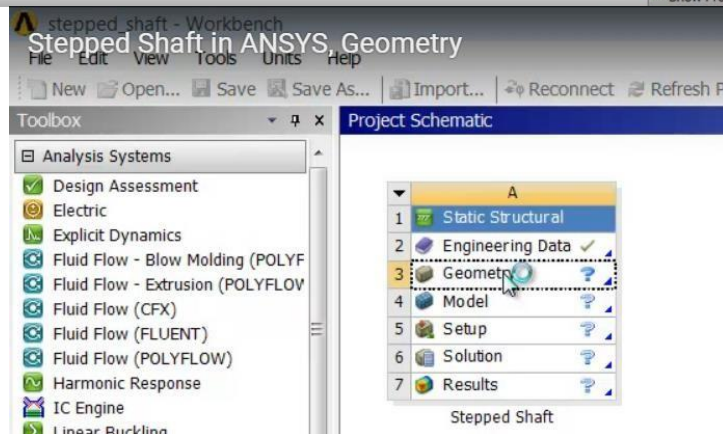 stepped_shaft - Workbench
Stepped Shaft in ANSYS, Geometry
File Edit View Tools Units Help
New Open... Save Save As... Import... Reconnect Refresh P
Toolbox
Project Schematic
Analysis Systems
Design Assessment
Electric
Explicit Dynamics
Fluid Flow - Blow Molding (POLYF
Fluid Flow - Extrusion (POLYFLOW
Fluid Flow (CFX)
Fluid Flow (FLUENT)
Fluid Flow (POLYFLOW)
Harmonic Response
IC Engine
Linear Buckling
A
1 Static Structural
2 Engineering Data
3 Geometry
4 Model
5 Setup
6 Solution
7 Results
Stepped Shaft